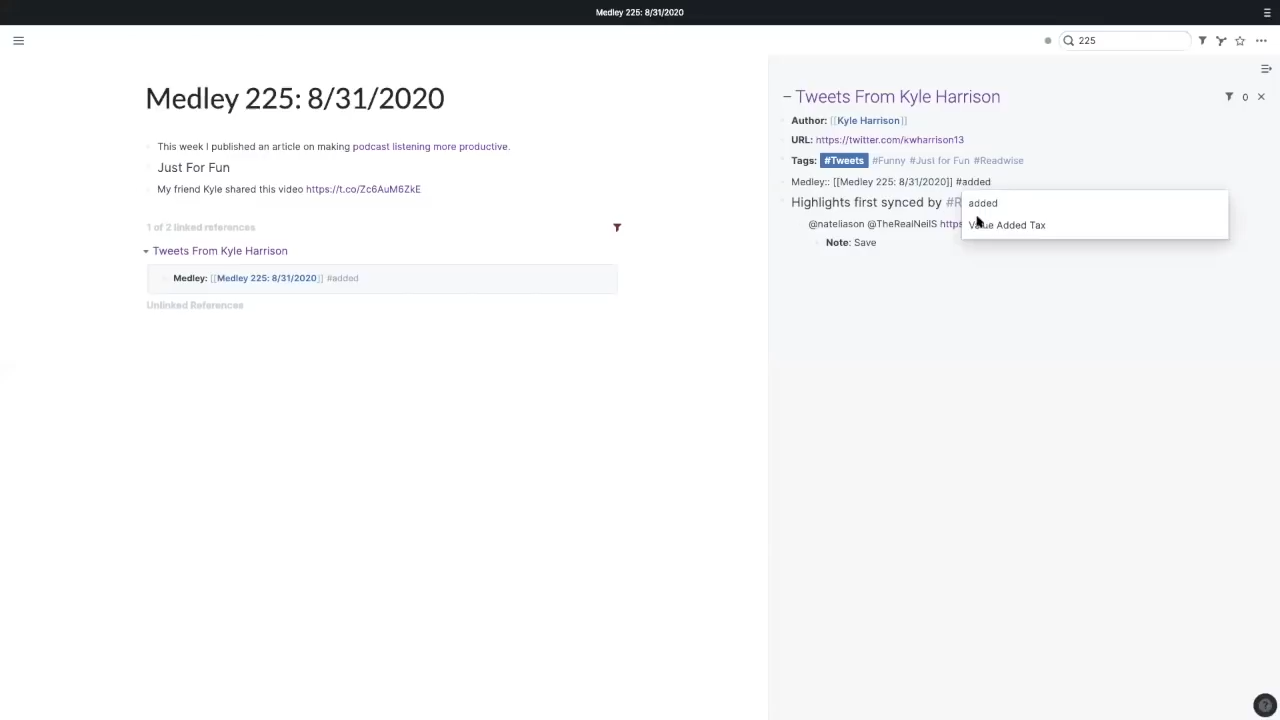 Medley 225: 8/31/2020
225
Medley 225: 8/31/2020
This week I published an article on making podcast listening more productive.
Just For Fun
My friend Kyle shared this video https://t.co/Zc6AuM6ZkE
1 of 2 linked references
Tweets From Kyle Harrison
Medley: [[Medley 225: 8/31/2020]] #added
Unlinked References
– Tweets From Kyle Harrison
0
Author: [[Kyle Harrison]]
URL: https://twitter.com/kwharrison13
Tags: #Tweets #Funny #Just for Fun #Readwise
Medley:: [[Medley 225: 8/31/2020]] #added
added
Highlights first synced by #R
@nateliason @TheRealNeilS https
Added Tax
Note: Save